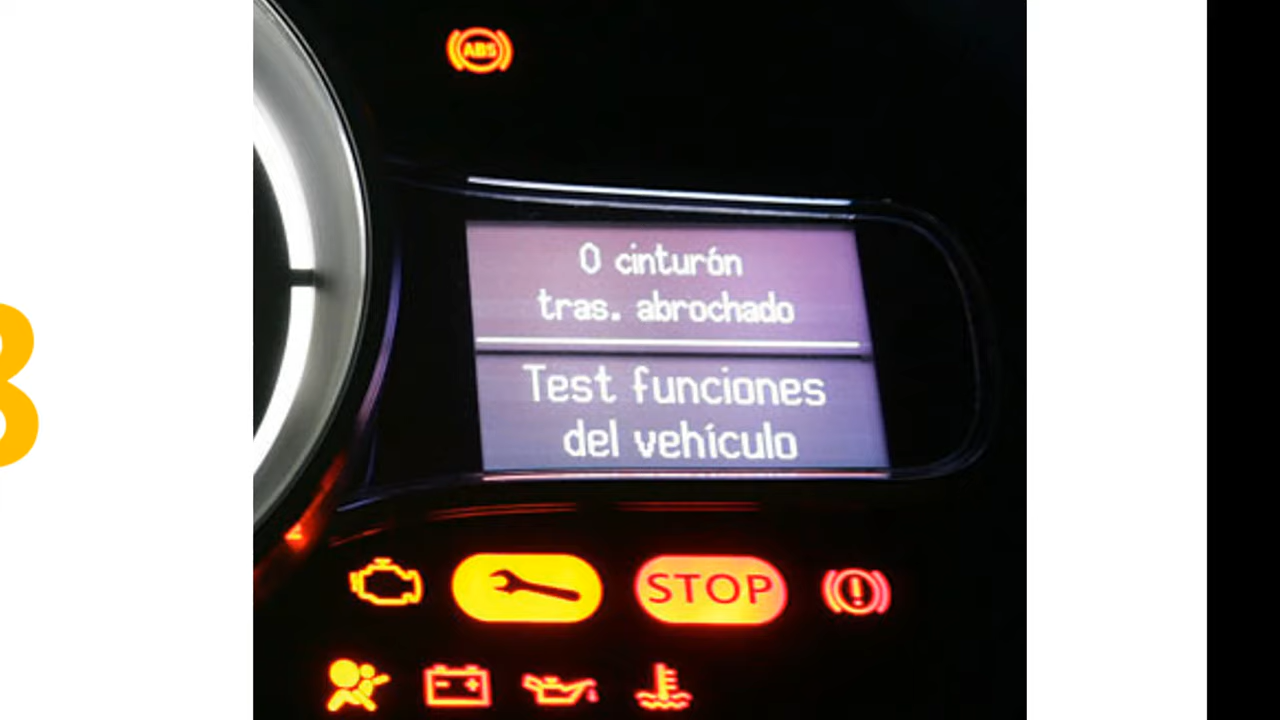 ABS
0 cinturón
tras. abrochado
Test funciones
del vehículo
STOP